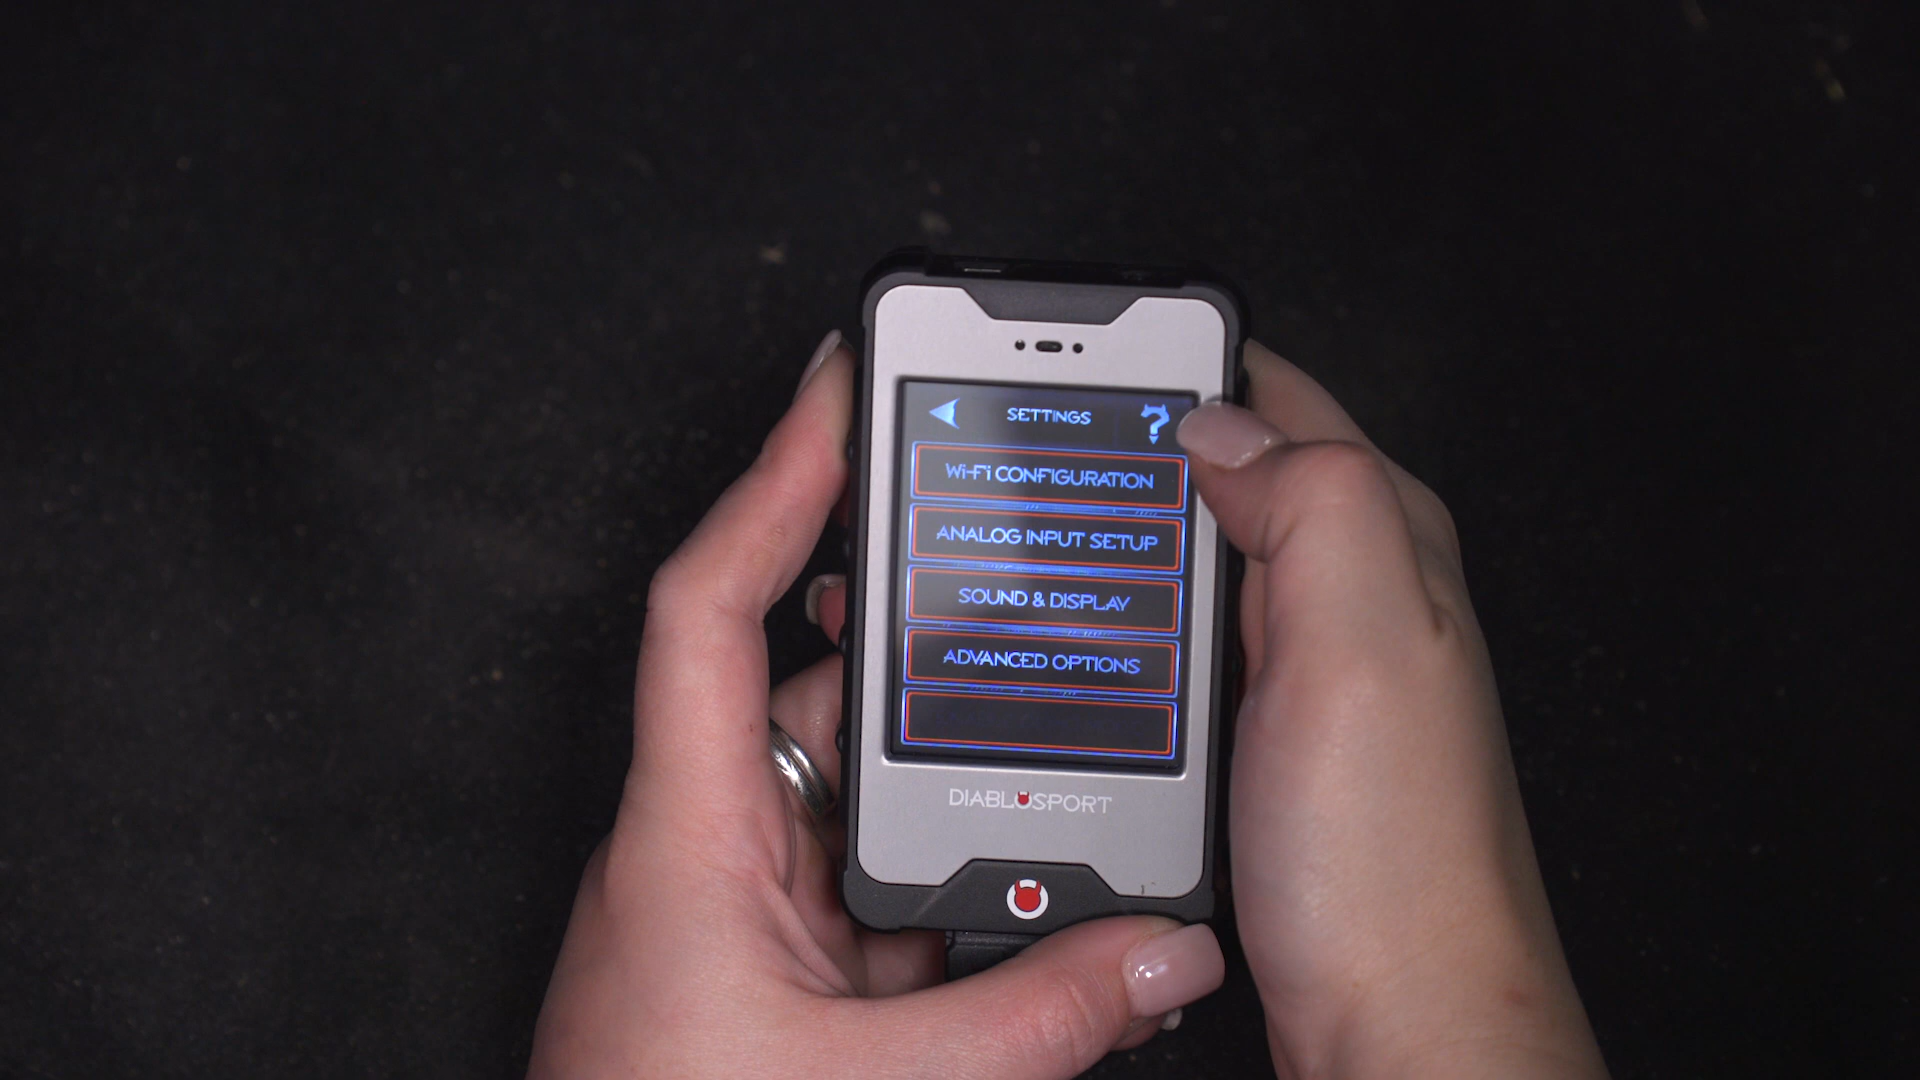 SETTINGS
?
Wi-Fi CONFIGURATION
ANALOG INPUT SETUP
SOUND & DISPLAY
ADVANCED OPTIONS
DIABLOSPORT